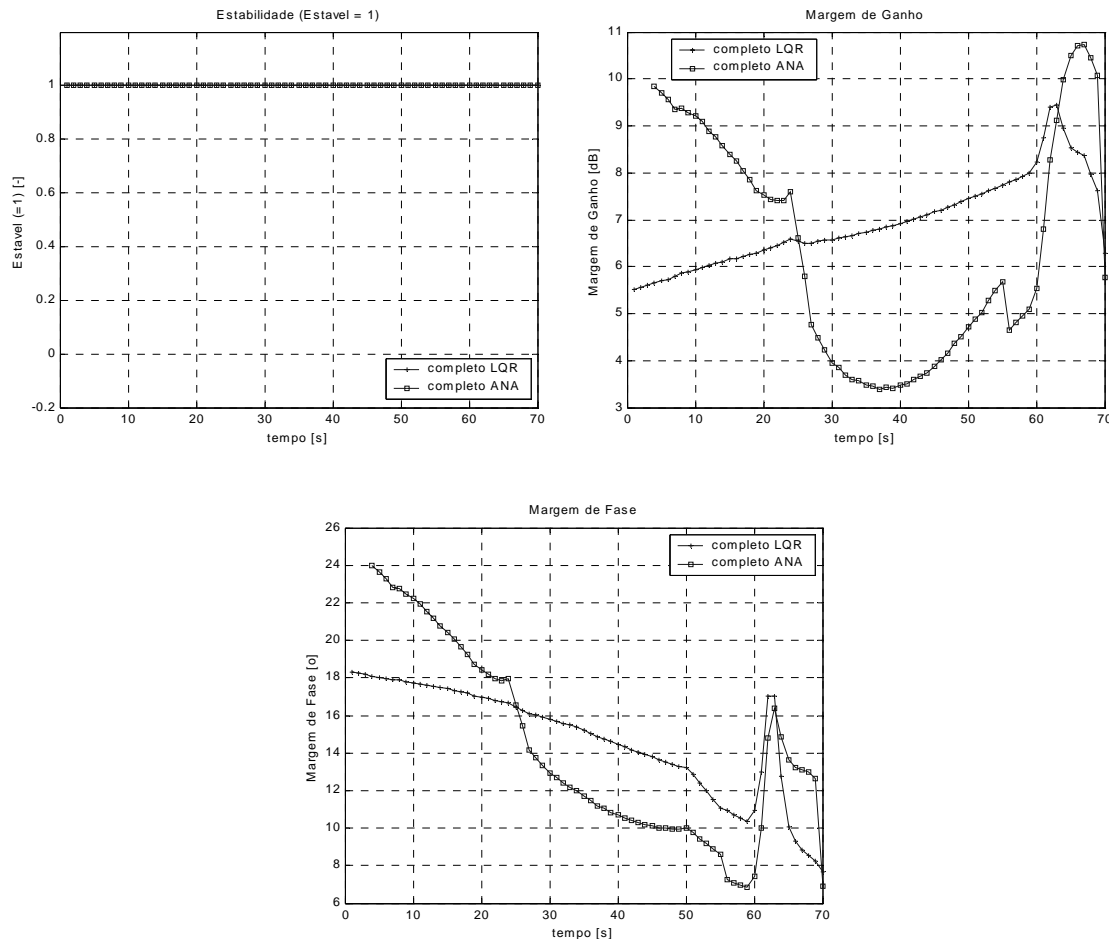 Estabilidade (Estavel = 1)
Estavel (=1) [-]
1
0.8
0.6
0.4
0.2
0
-0.2
0 10 20 30 40 50 60 70
tempo [s]
completo LQR
completo ANA
Margem de Ganho
Margem de Ganho [dB]
11
10
9
8
7
6
5
4
3
0 10 20 30 40 50 60 70
tempo [s]
completo LQR
completo ANA
Margem de Fase
Margem de Fase [o]
26
24
22
20
18
16
14
12
10
8
6
0 10 20 30 40 50 60 70
tempo [s]
completo LQR
completo ANA